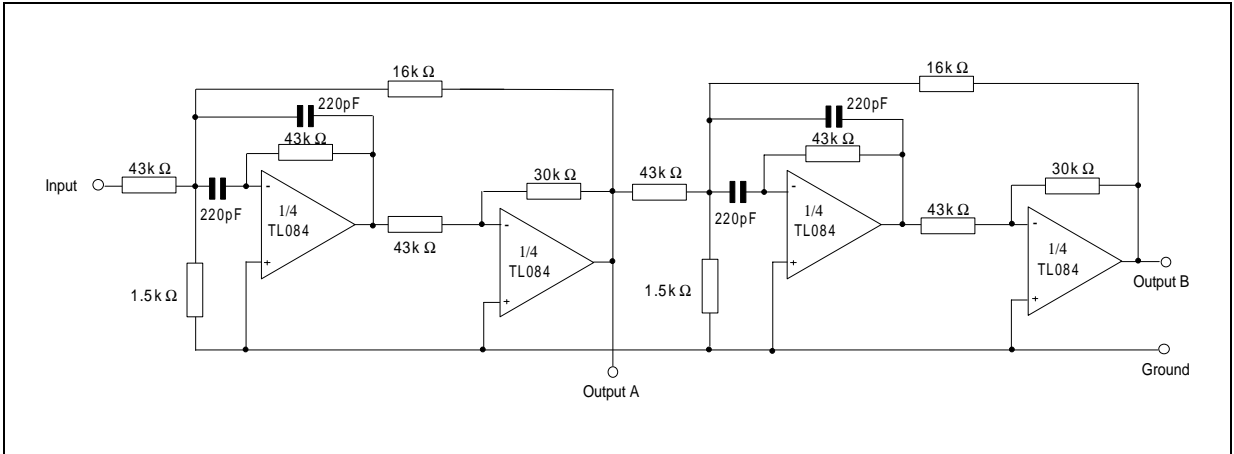 16k Ω
16k Ω
220pF
220pF
43k Ω
43k Ω
43k Ω
30k Ω
43k Ω
30k Ω
Input
-
-
220pF
1/4
TL084
+
43k Ω
-
1/4
TL084
+
220pF
1/4
TL084
+
43k Ω
-
1/4
TL084
+
1.5k Ω
1.5k Ω
Output B
Output A
Ground